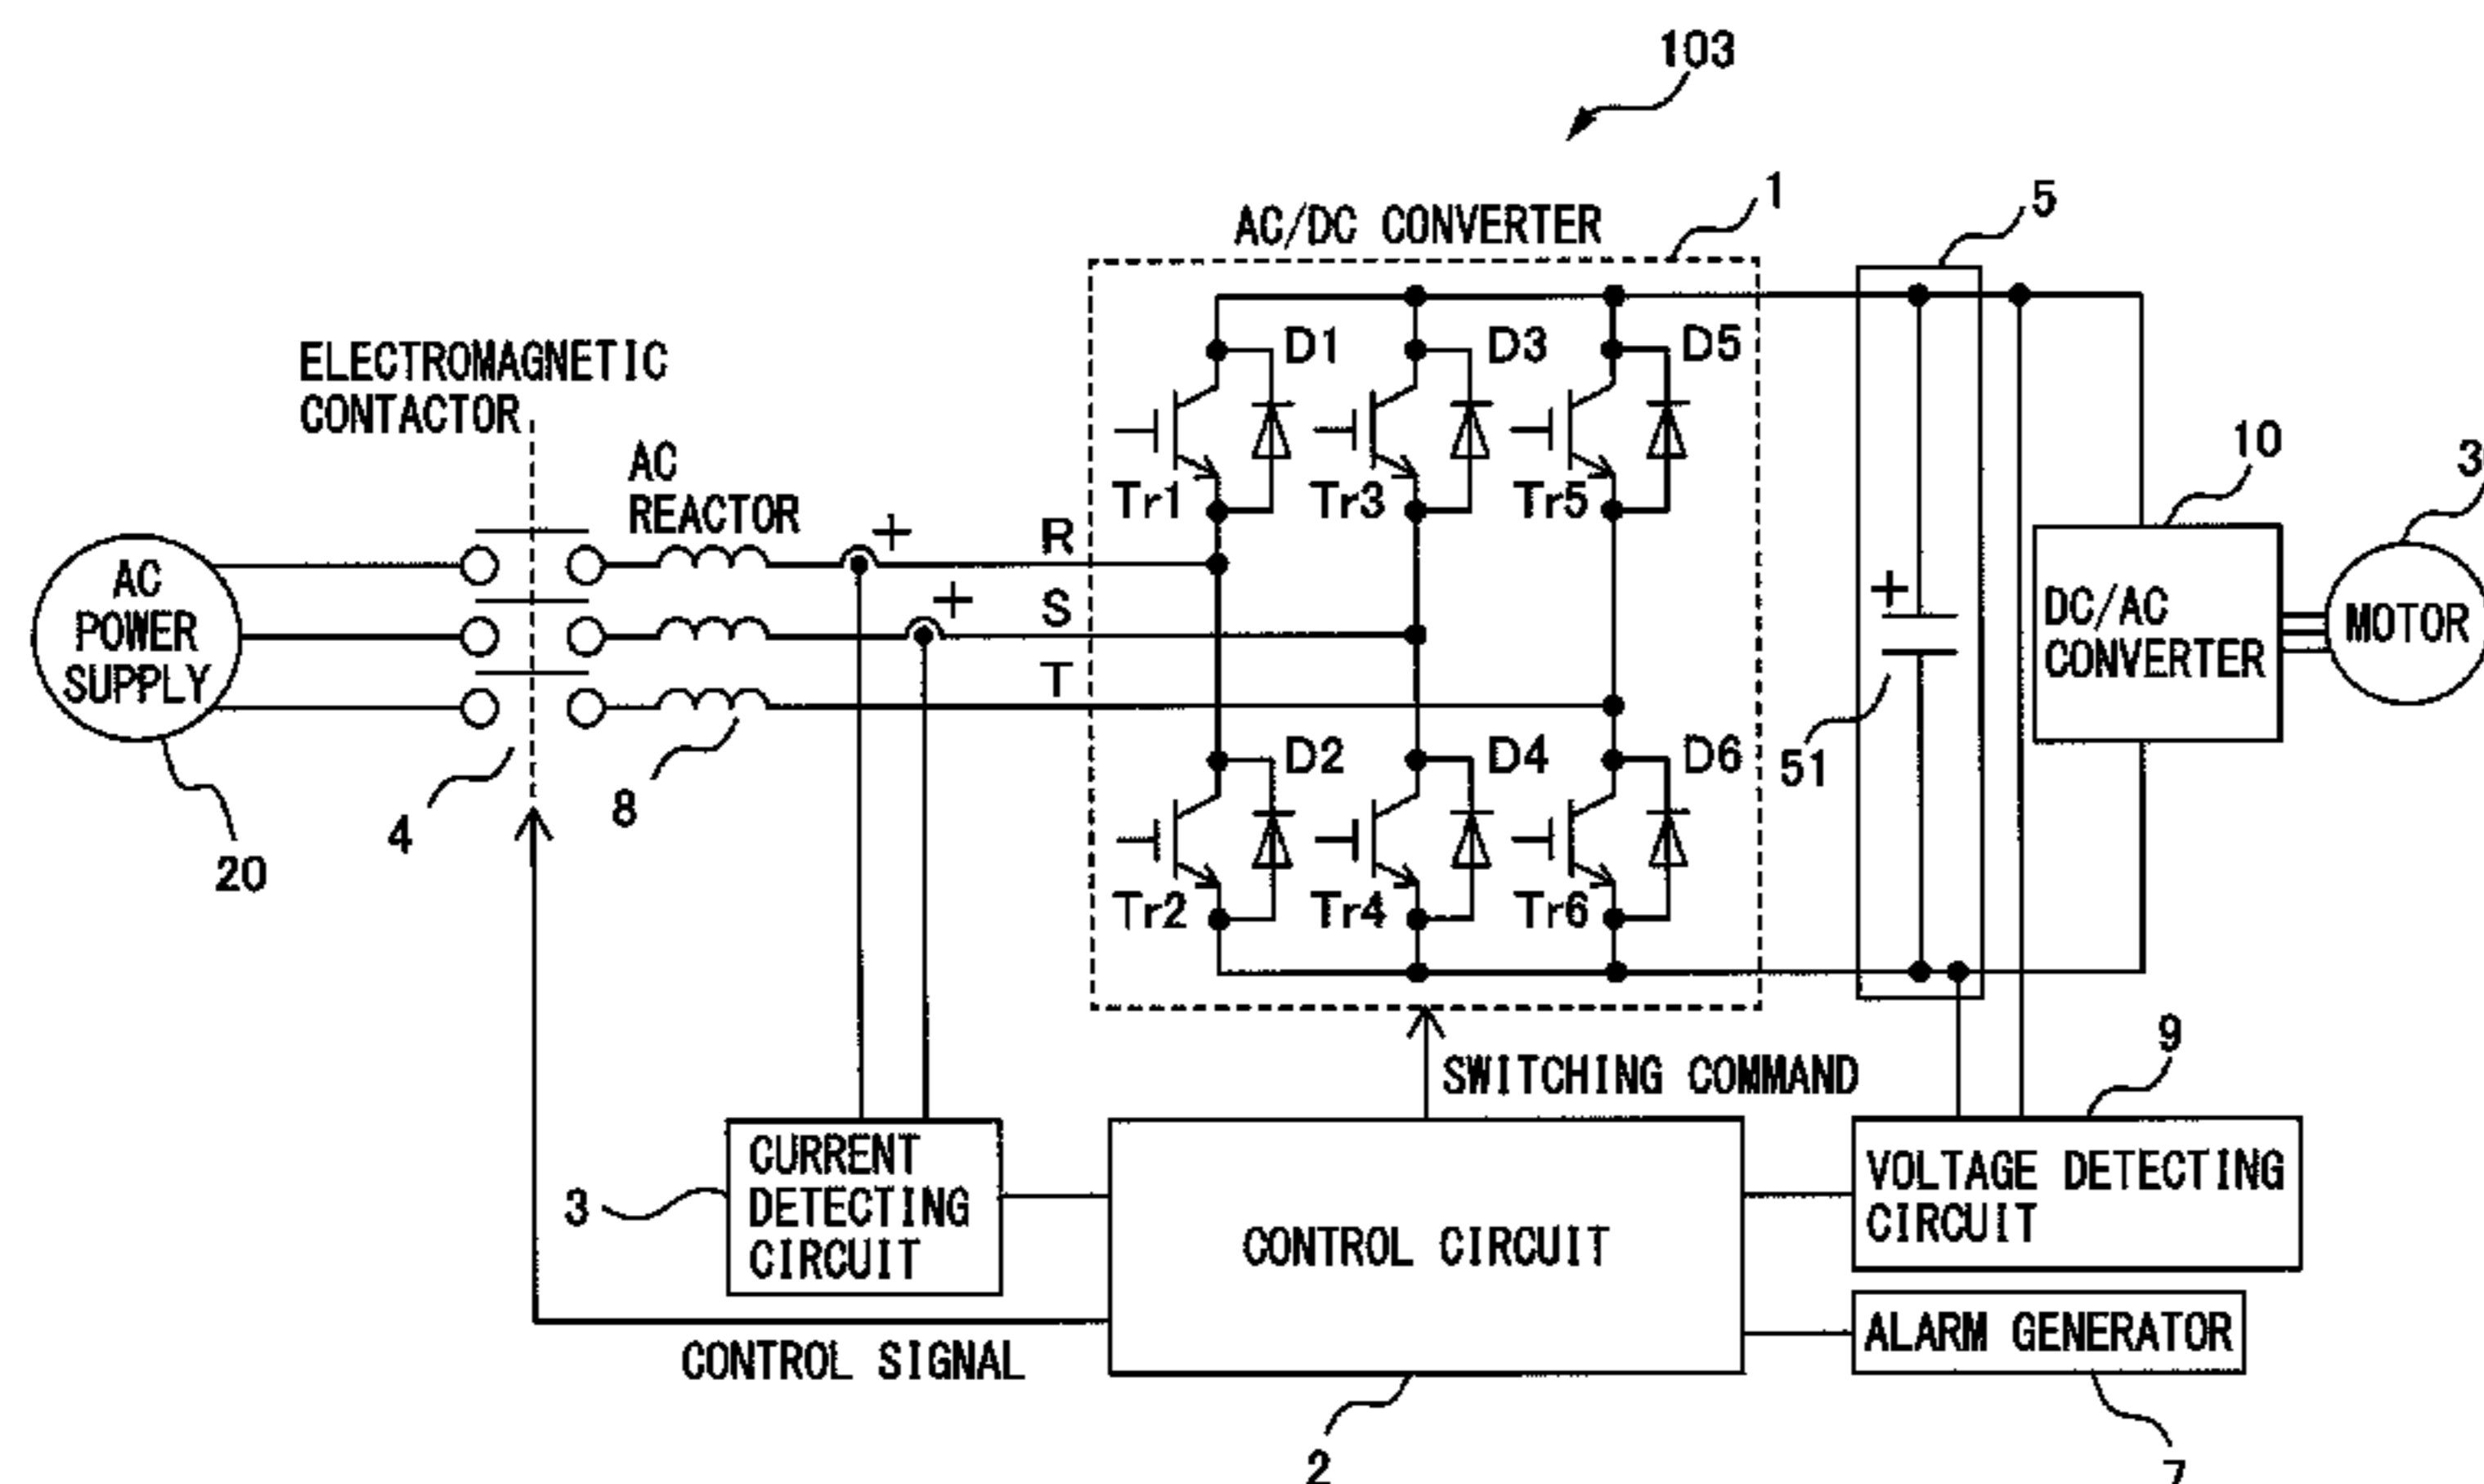 103
AC/DC CONVERTER
1
5
ELECTROMAGNETIC
CONTACTOR
AC
REACTOR
D1
D3
D5
Tr1
Tr3
Tr5
+
R
+
S
T
AC
POWER
SUPPLY
20
4
8
D2
D4
D6
Tr2
Tr4
Tr6
+
51
10
DC/AC
CONVERTER
MOTOR
SWITCHING COMMAND
9
3
CURRENT
DETECTING
CIRCUIT
CONTROL CIRCUIT
VOLTAGE DETECTING
CIRCUIT
ALARM GENERATOR
CONTROL SIGNAL
2
7